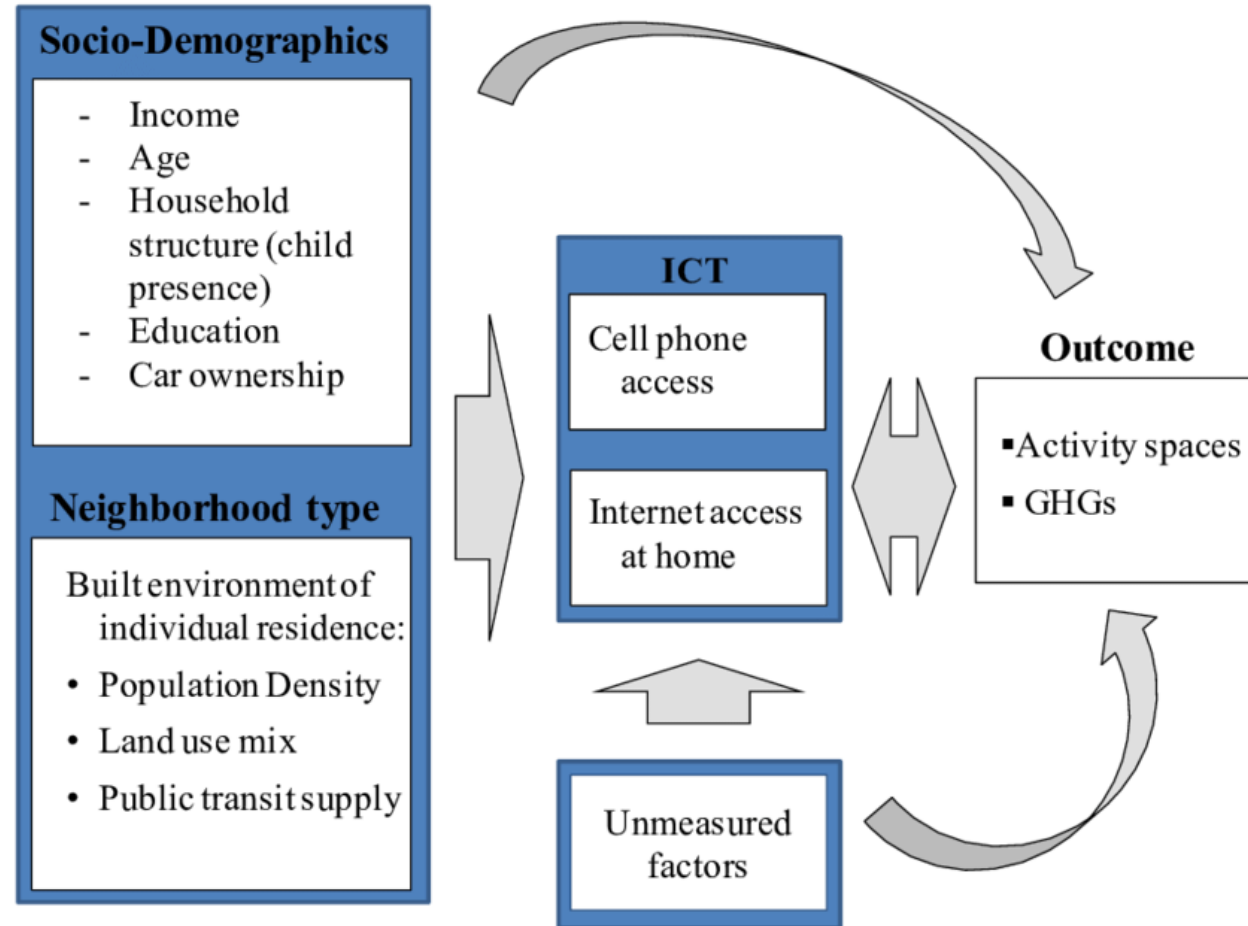 Socio-Demographics
- Income
- Age
- Household
structure (child
presence)
- Education
- Car ownership
Neighborhood type
Built environment of
individual residence:
• Population Density
• Land use mix
• Public transit supply
ICT
Cell phone
access
Internet access
at home
Unmeasured
factors
Outcome
▪Activity spaces
▪ GHGs